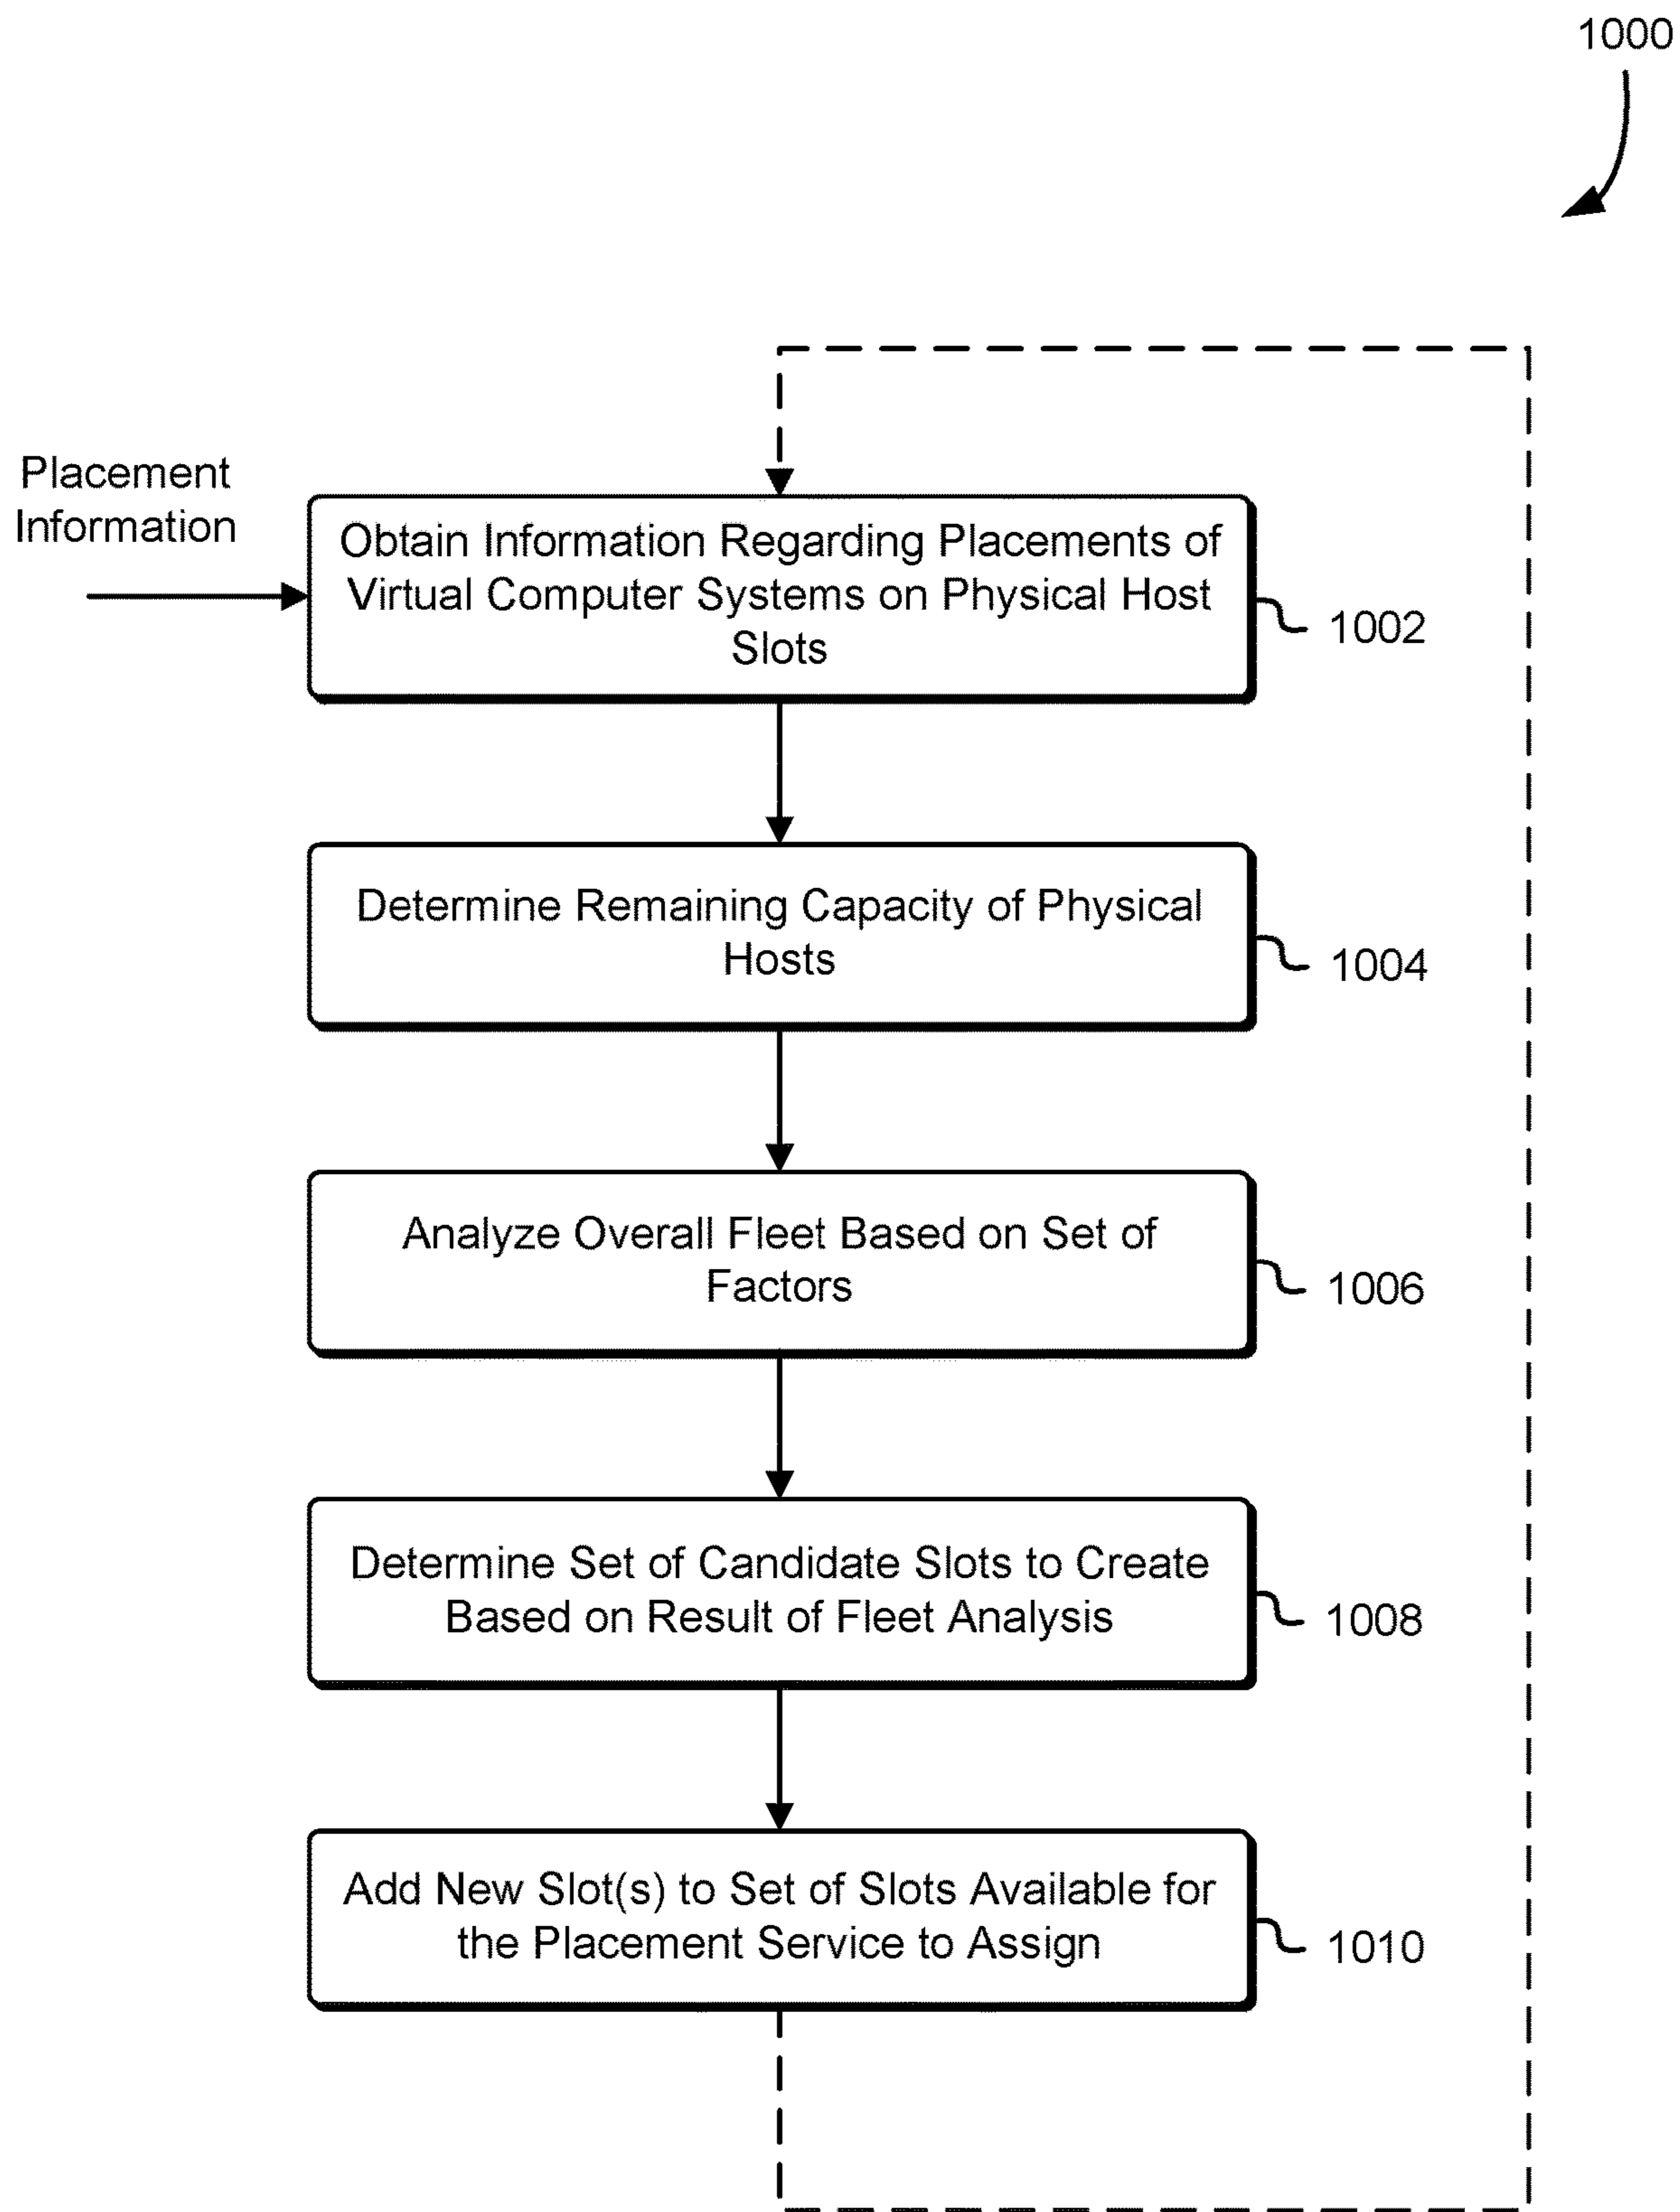 1000
Placement
Information
Obtain Information Regarding Placements of
Virtual Computer Systems on Physical Host
Slots
1002
Determine Remaining Capacity of Physical
Hosts
1004
Analyze Overall Fleet Based on Set of
Factors
1006
Determine Set of Candidate Slots to Create
Based on Result of Fleet Analysis
1008
Add New Slot(s) to Set of Slots Available for
the Placement Service to Assign
1010